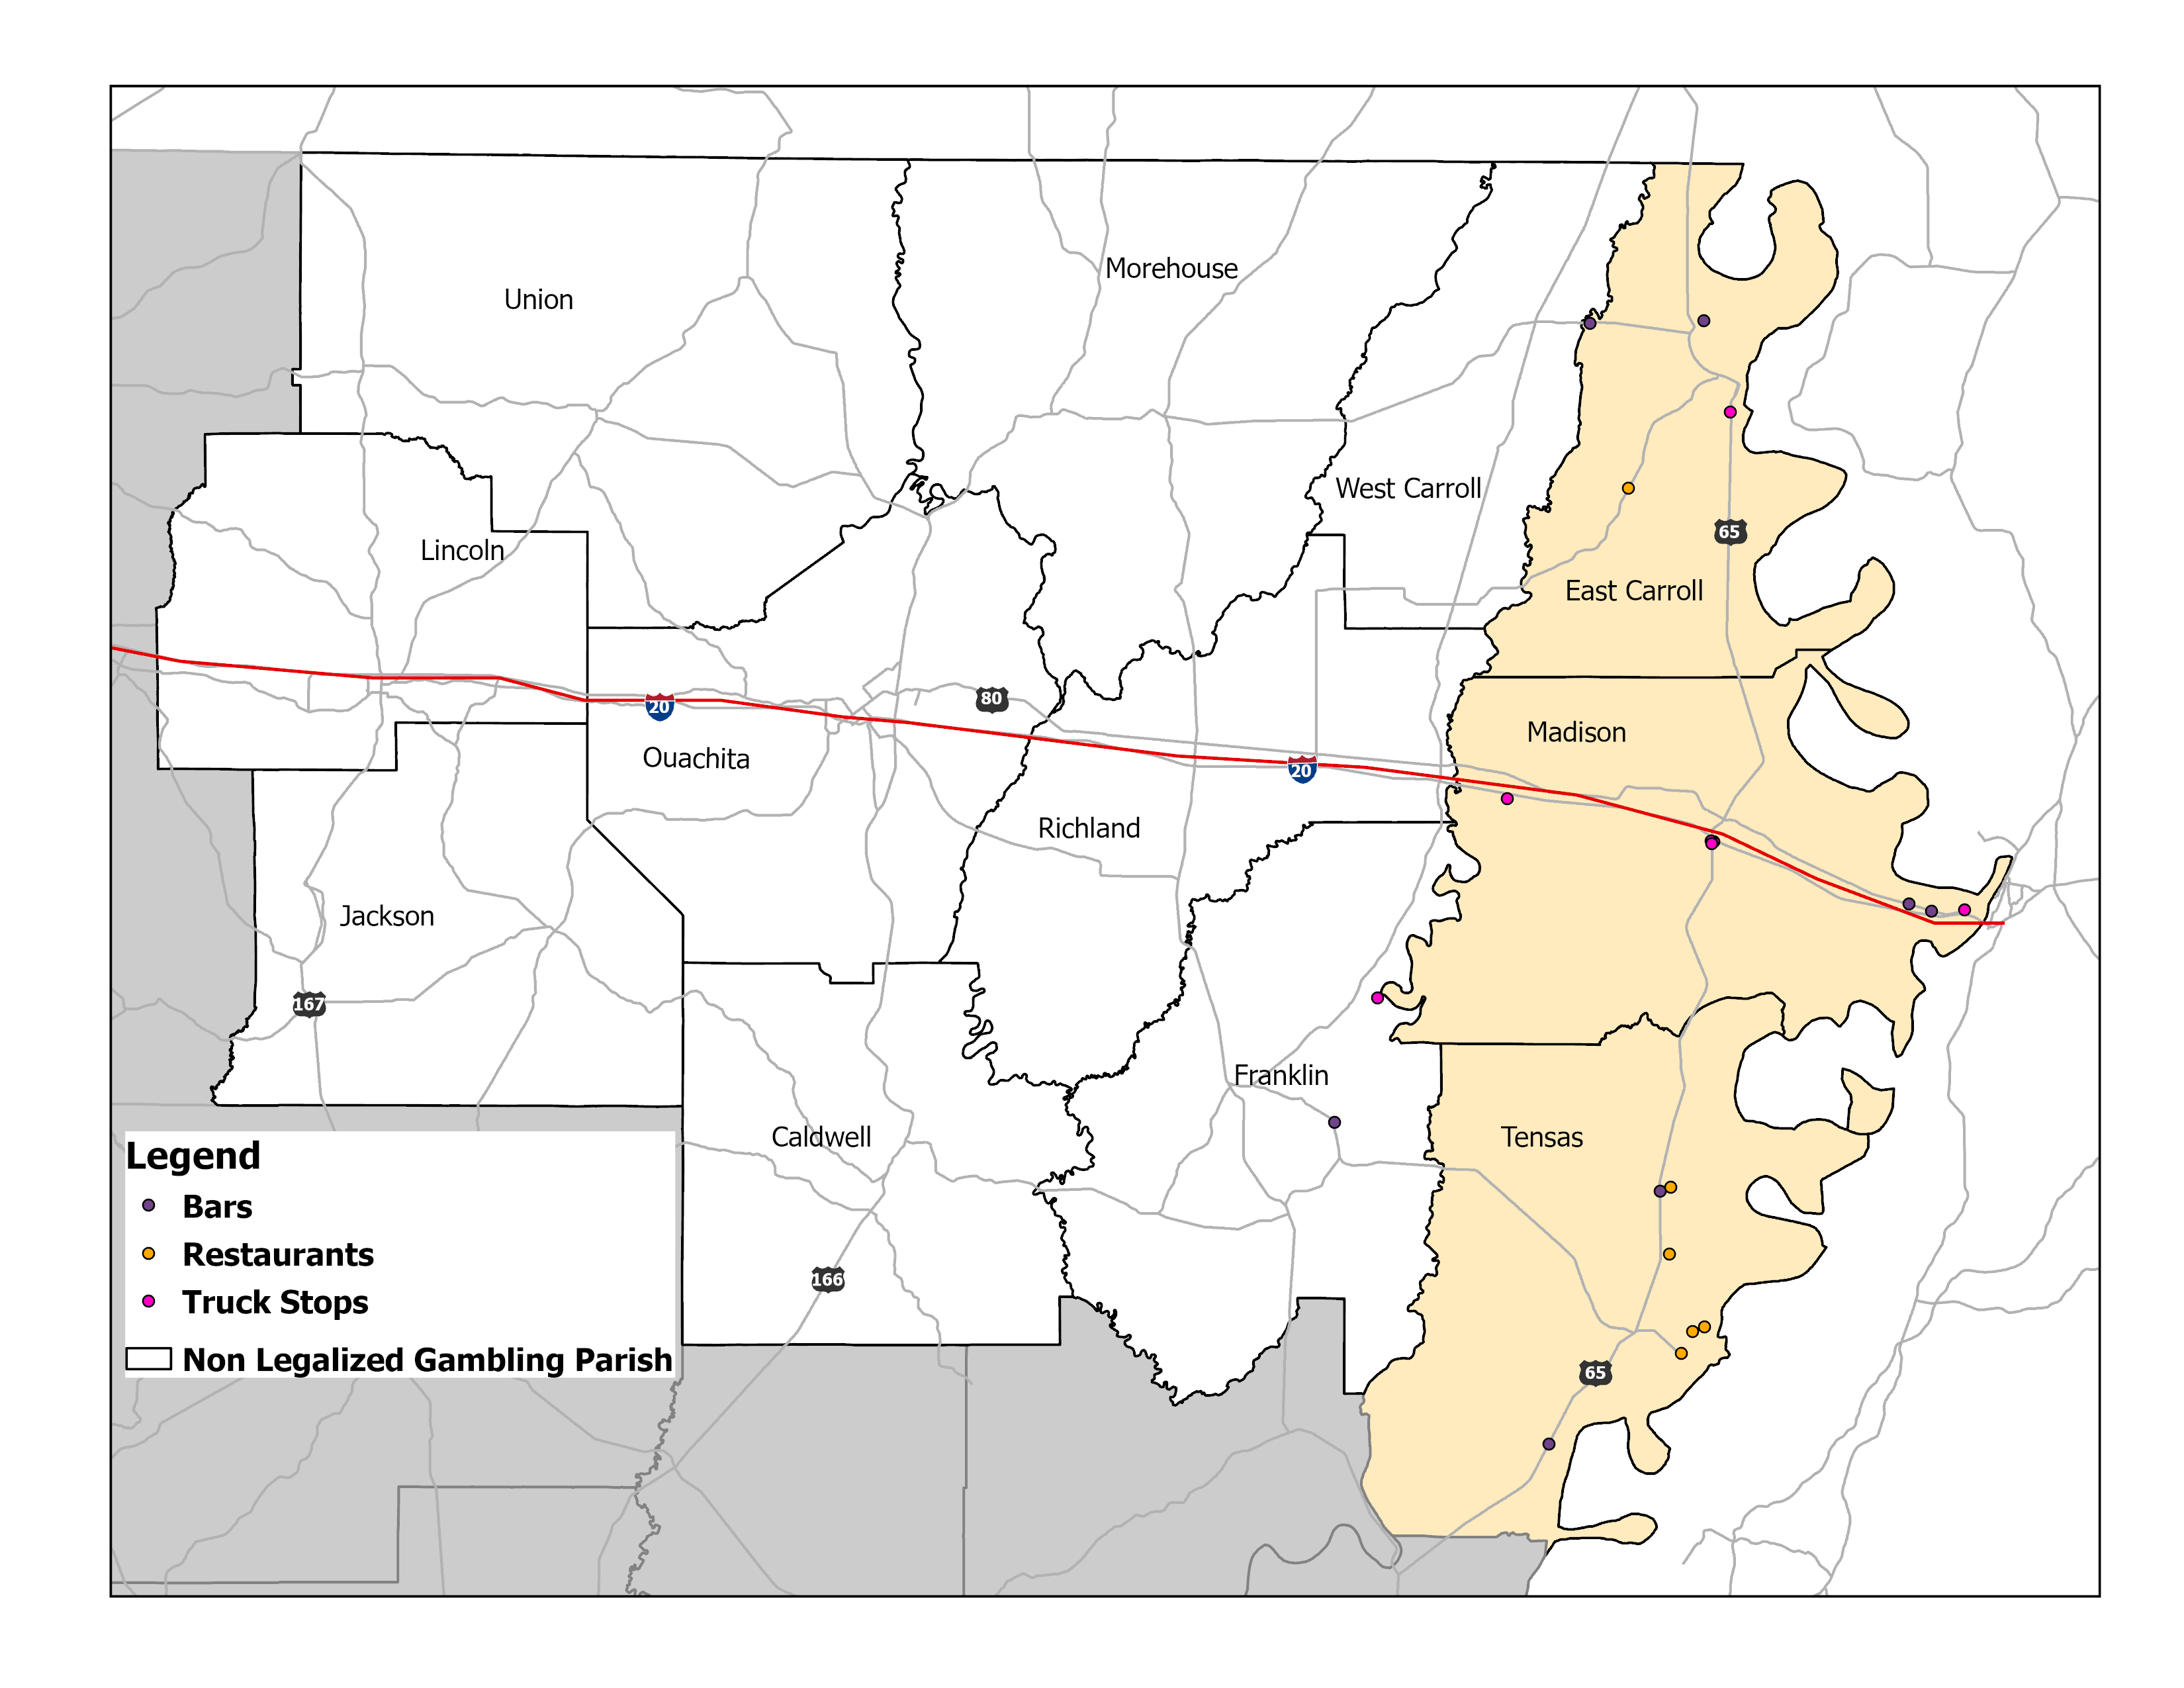 Morehouse
Union
West Carroll
65
Lincoln
East Carroll
80
20
Madison
Ouachita
20
Richland
Jackson
167
Franklin
Caldwell
Tensas
166
65
Legend
Bars
Restaurants
Truck Stops
Non Legalized Gambling Parish